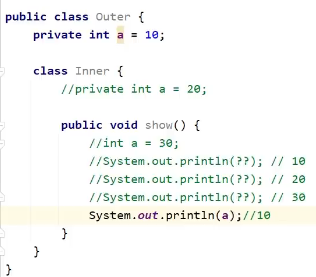 public class Outer {
    private int a = 10;
    class Inner {
        //private int a = 20;
        public void show() {
            //int a = 30;
            //System.out.println(??); // 10
            //System.out.println(??); // 20
            //System.out.println(??); // 30
            System.out.println(a);//10
        }
    }
}